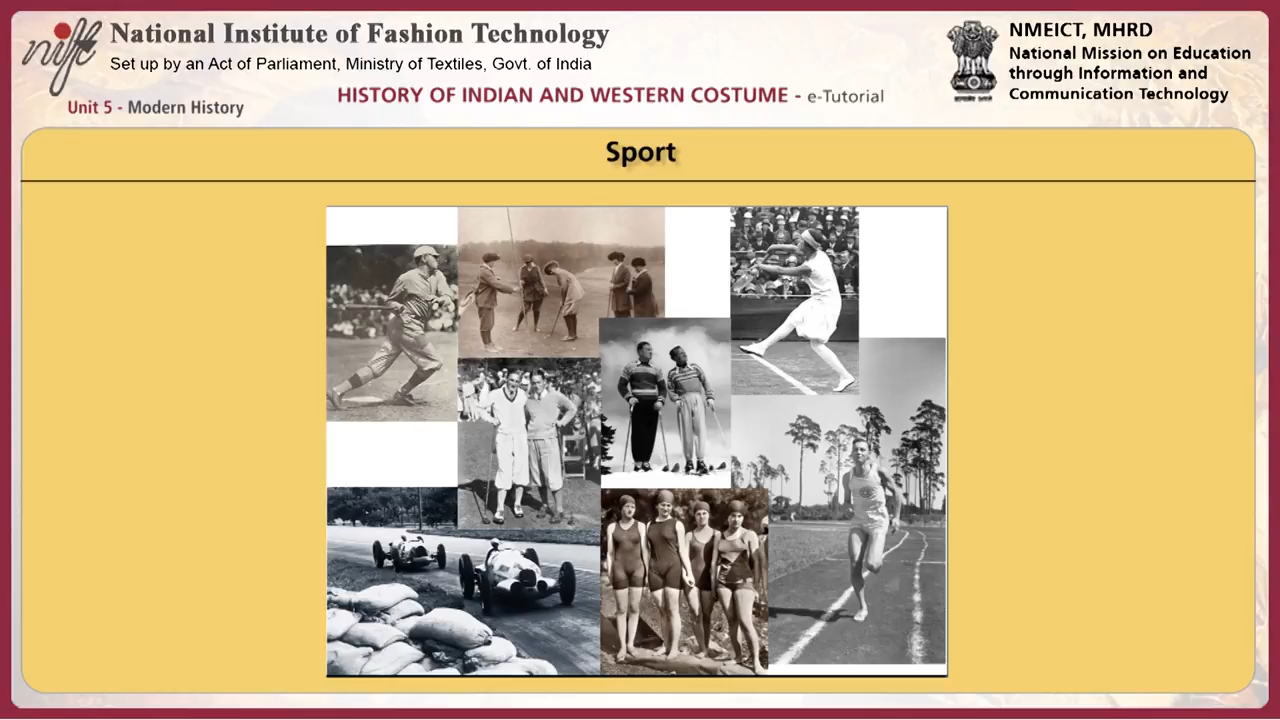 nift
National Institute of Fashion Technology
Set up by an Act of Parliament, Ministry of Textiles, Govt. of India
Unit 5 - Modern History
HISTORY OF INDIAN AND WESTERN COSTUME - e-Tutorial
NMEICT, MHRD
National Mission on Education
through Information and
Communication Technology
Sport